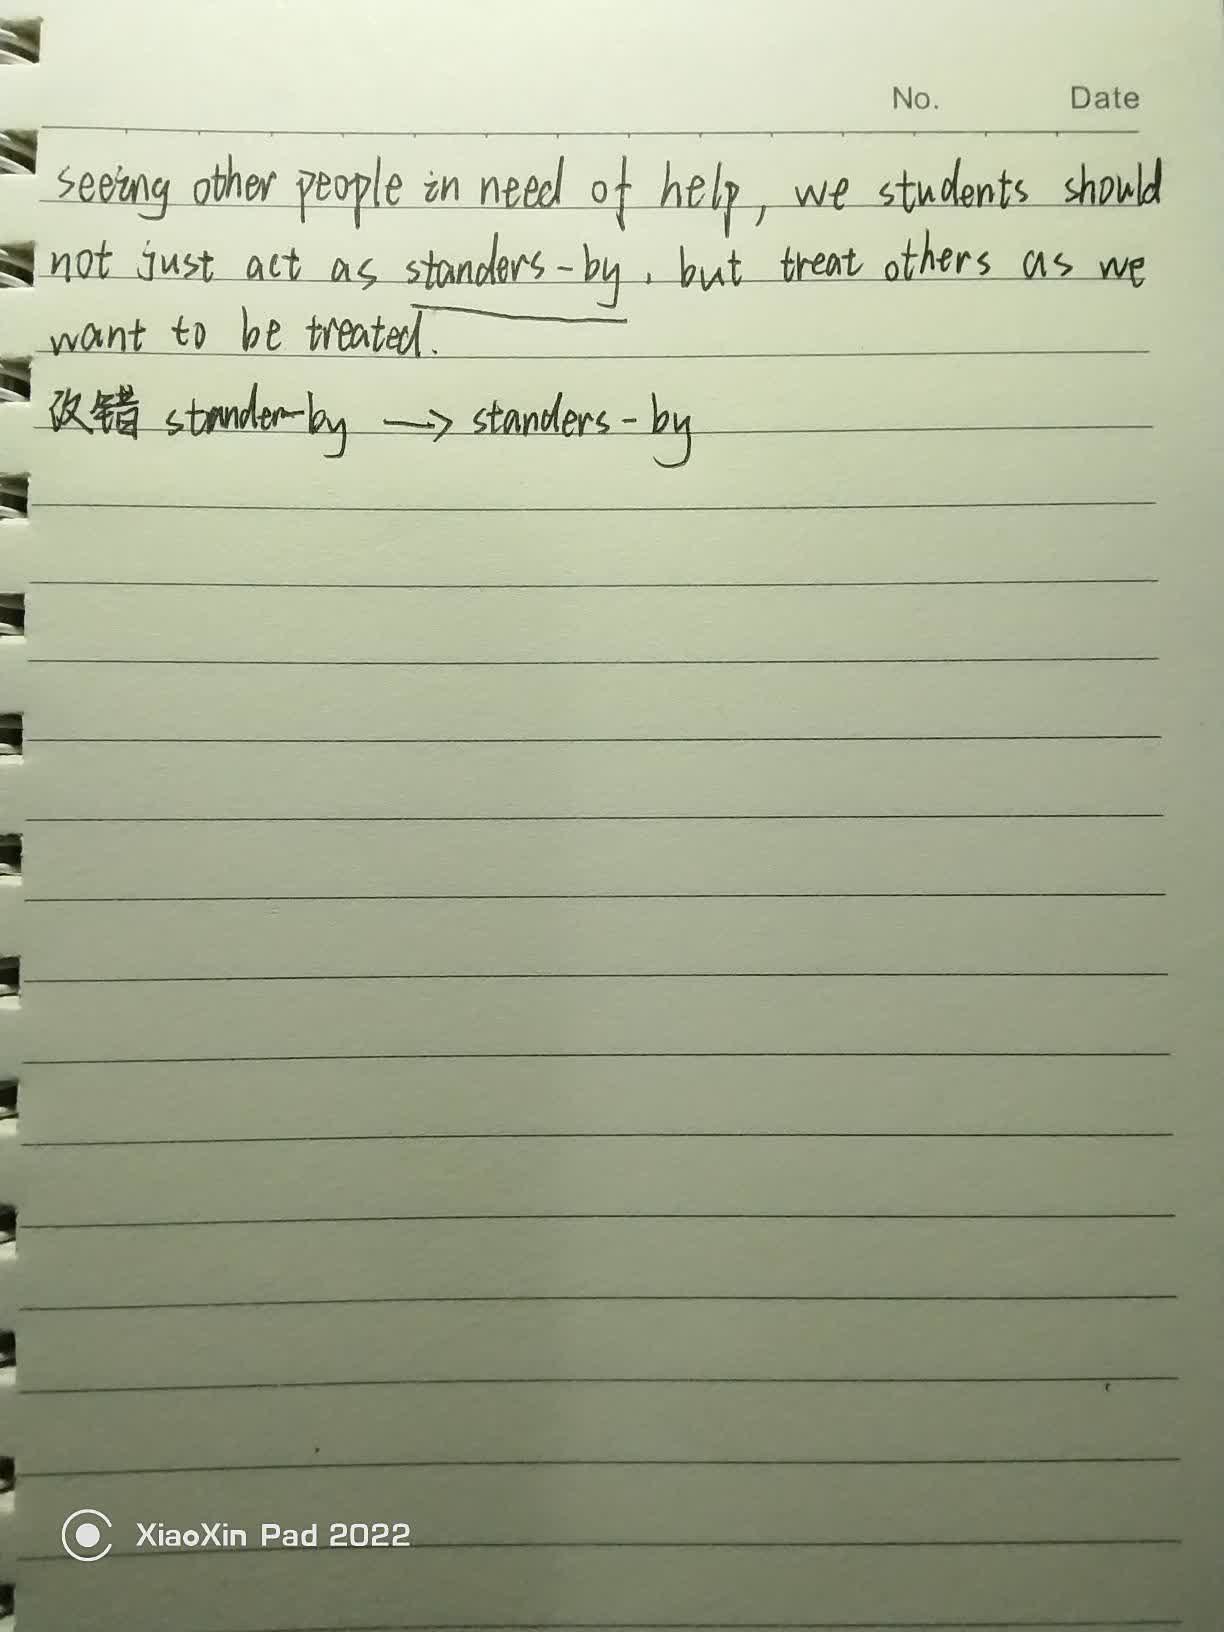 No. Date
seeing other people in need of help, we students should
not just act as standers-by, but treat others as we
want to be treated.
改错 stander-by → standers-by
XiaoXin Pad 2022